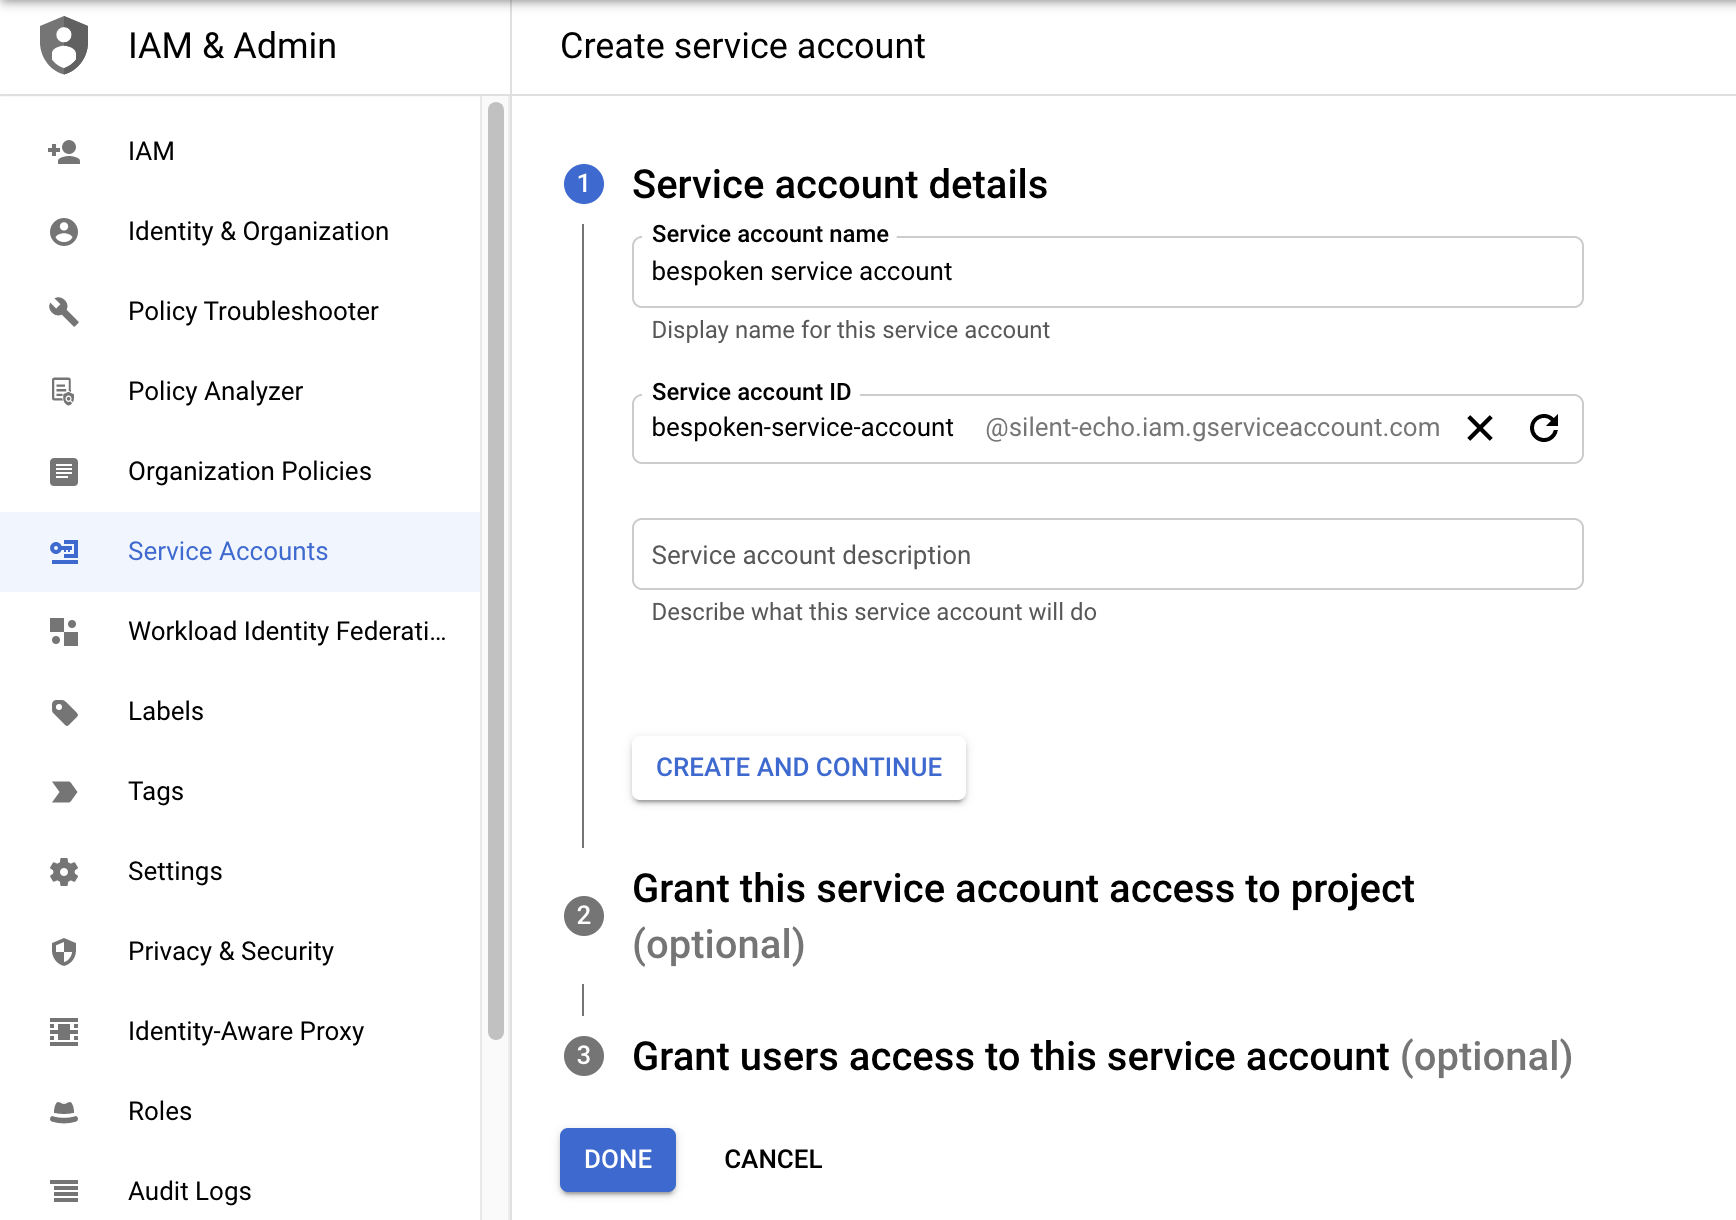 IAM & Admin
Create service account
IAM
Identity & Organization
Policy Troubleshooter
Policy Analyzer
Organization Policies
Service Accounts
Workload Identity Federati...
Labels
Tags
Settings
Privacy & Security
Identity-Aware Proxy
Roles
Audit Logs
1 Service account details
Service account name
bespoken service account
Display name for this service account
Service account ID
bespoken-service-account @silent-echo.iam.gserviceaccount.com
Service account description
Describe what this service account will do
CREATE AND CONTINUE
2 Grant this service account access to project
(optional)
3 Grant users access to this service account (optional)
DONE CANCEL